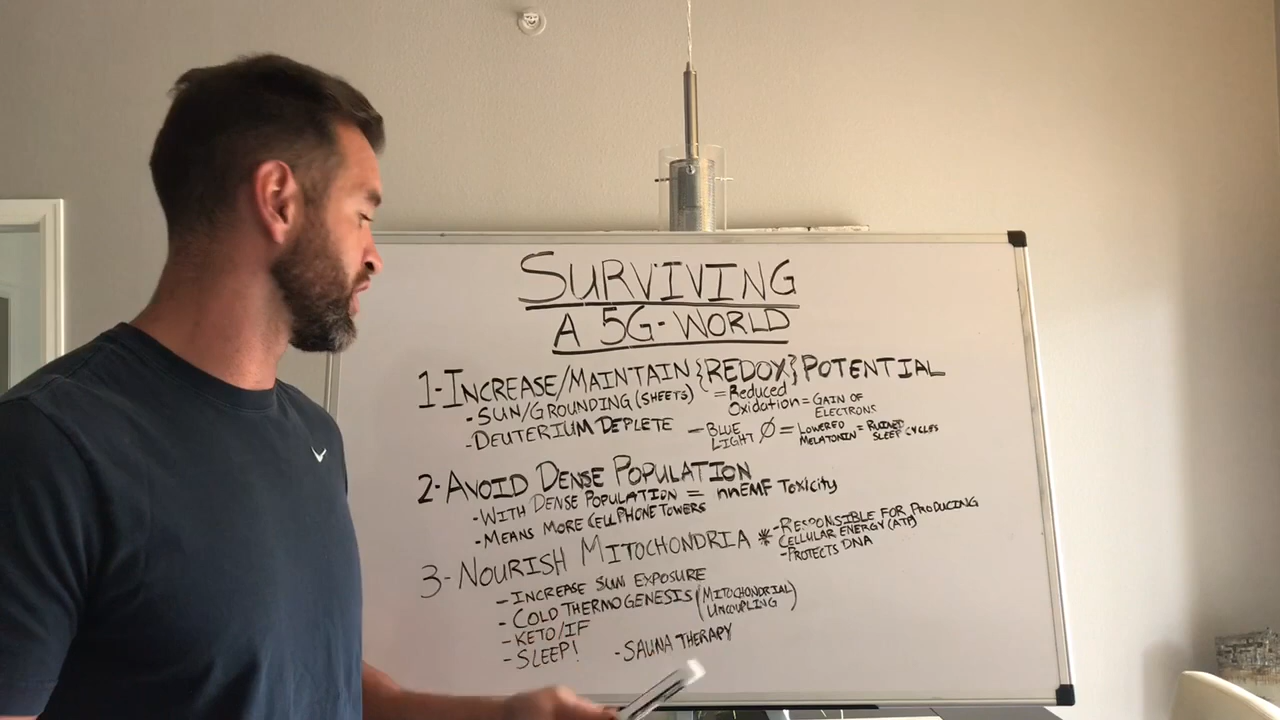 SURVIVING
A 5G-WORLD
1-INCREASE/MAINTAIN {REDOX} POTENTIAL
-SUN/GROUNDING (SHEETS) =Reduced Oxidation = GAIN OF ELECTRONS
-DEUTERIUM DEPLETE -BLUE LIGHT Ø = LOWERED MELATONIN = RUINED SLEEP CYCLES
2-AVOID DENSE POPULATION
-WITH DENSE POPULATION = nnEMF Toxicity
-MEANS MORE CELL PHONE TOWERS
3-NOURISH MITOCHONDRIA * -RESPONSIBLE FOR PRODUCING CELLULAR ENERGY (ATP)
-PROTECTS DNA
-INCREASE SUN EXPOSURE
-COLD THERMOGENESIS (MITOCHONDRIAL UNCOUPLING)
-KETO/IF
-SLEEP! -SAUNA THERAPY